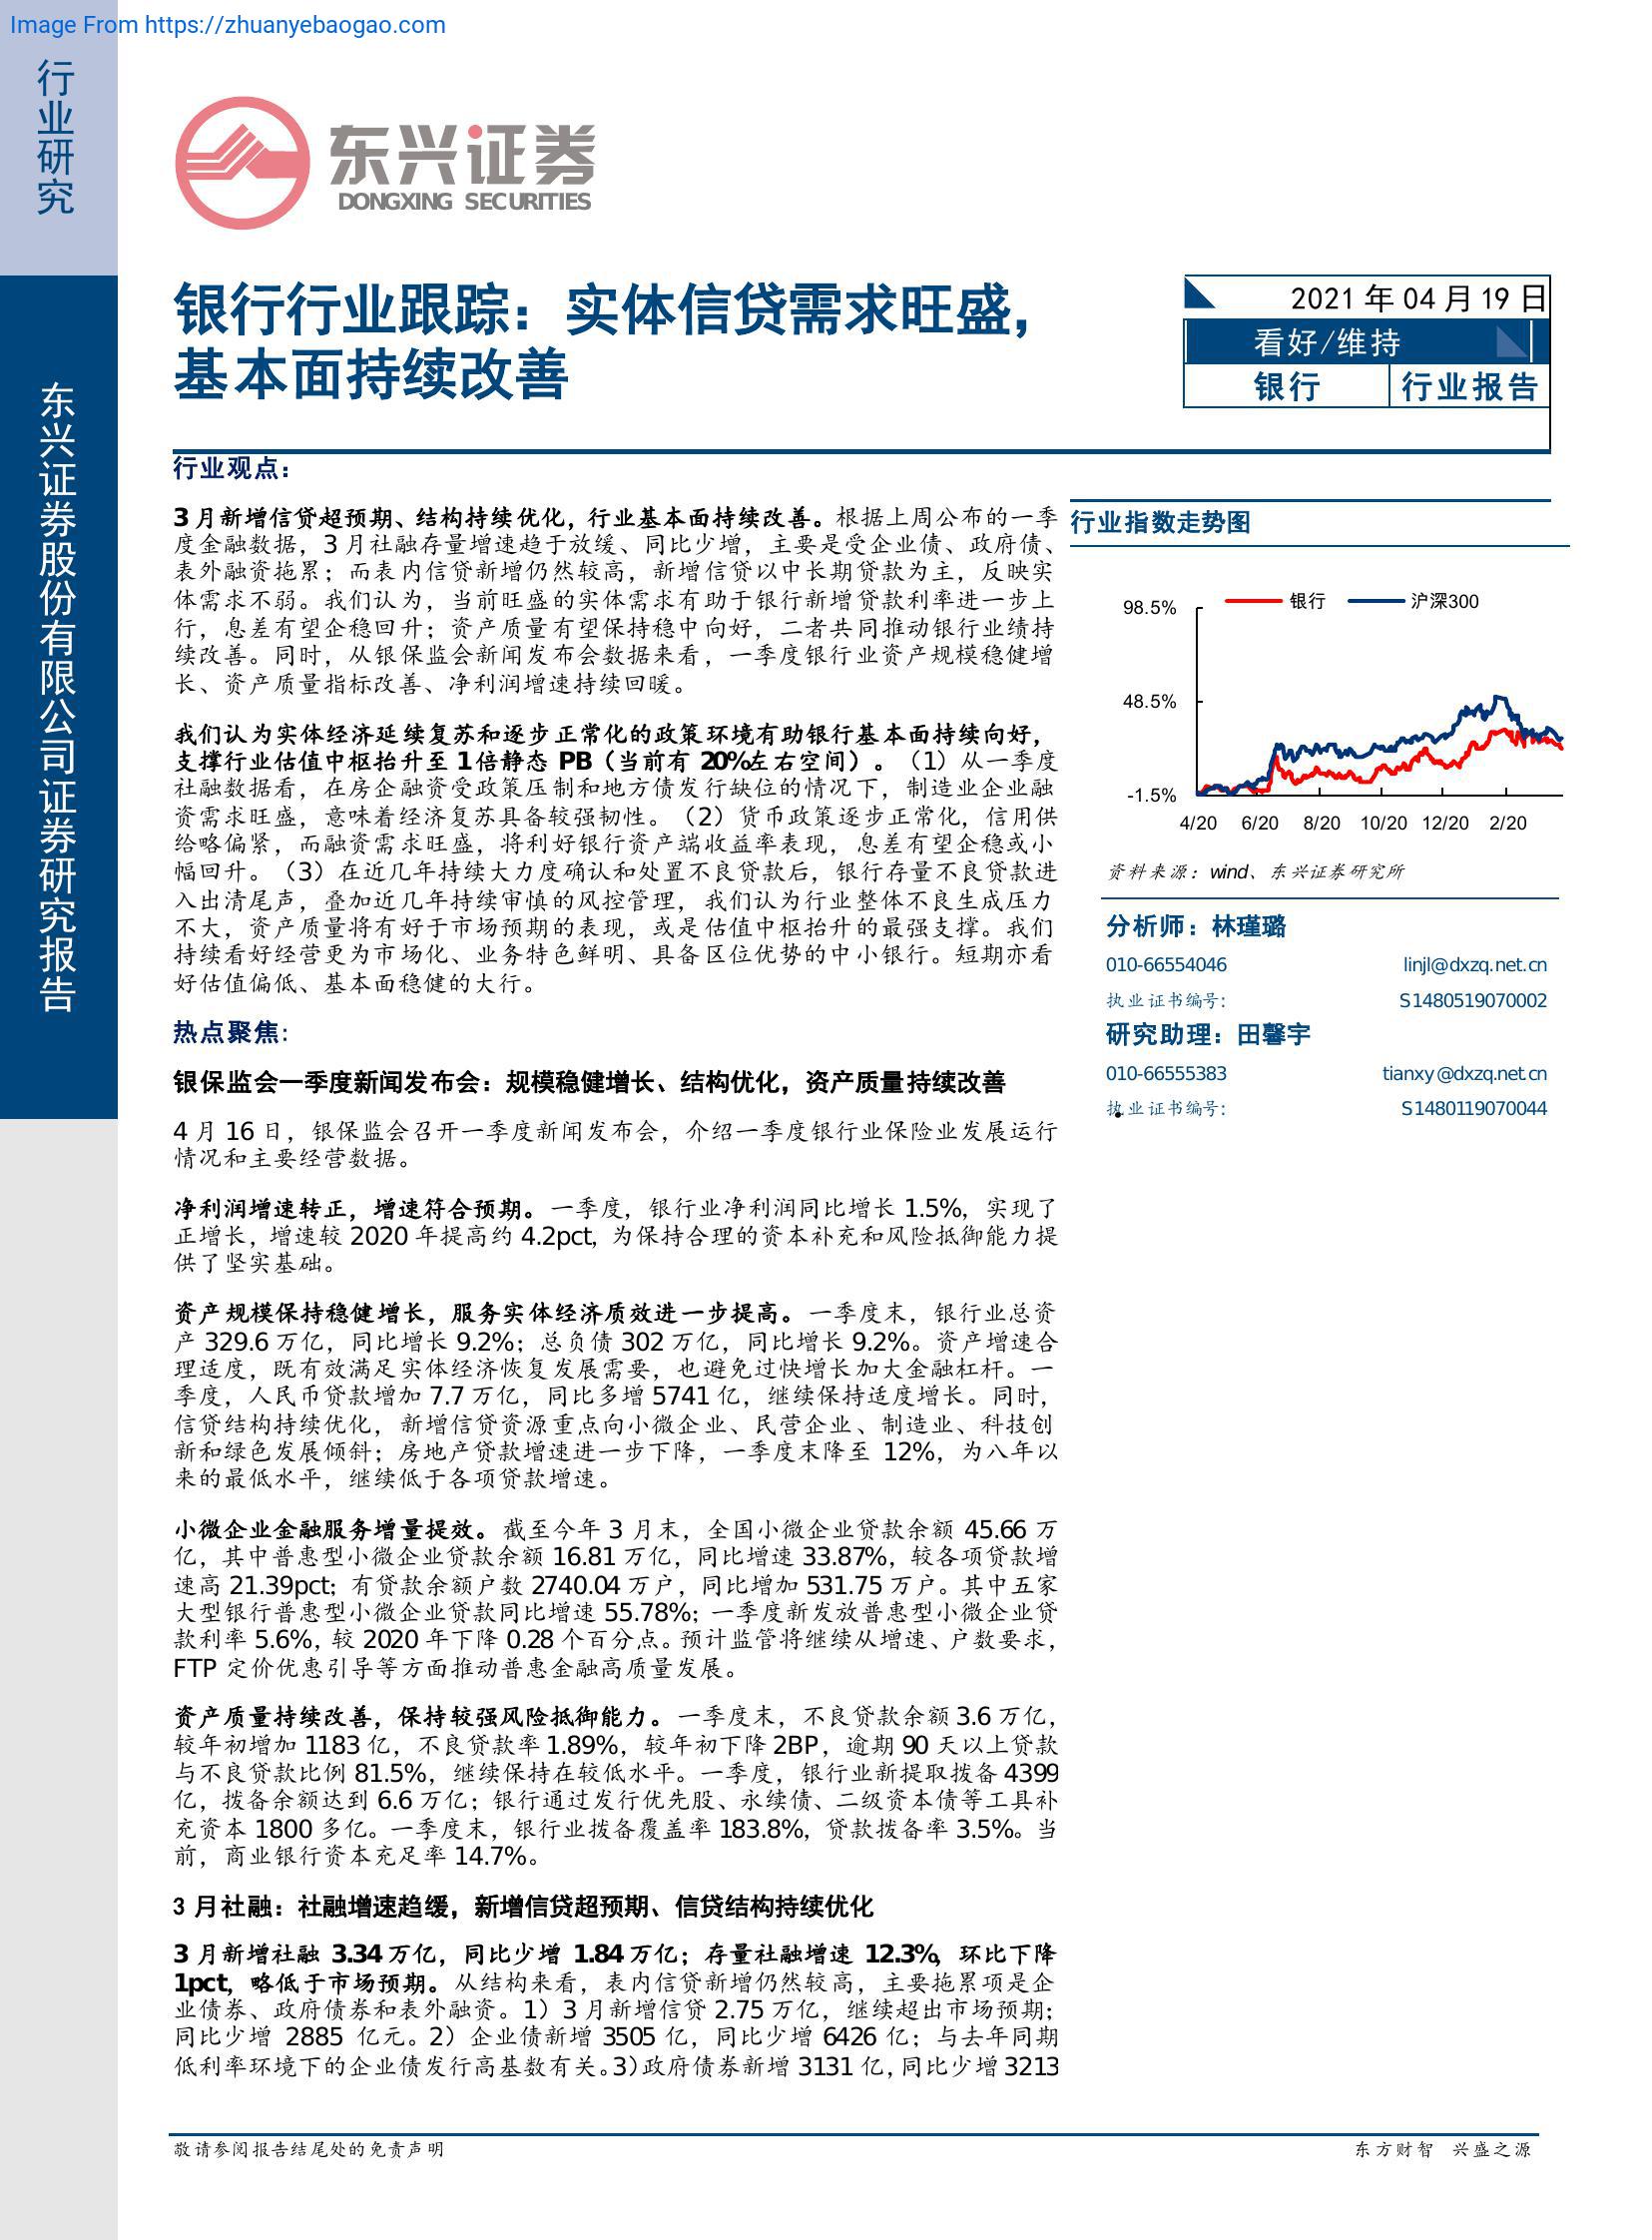 Image From https://zhuanyebaogao.com
行业研究
东兴证券股份有限公司证券研究报告
东兴证券
DONGXING SECURITIES
银行行业跟踪：实体信贷需求旺盛，
基本面持续改善
2021 年 04 月 19 日
看好/维持
银行 行业报告
行业观点：
3 月新增信贷超预期、结构持续优化，行业基本面持续改善。根据上周公布的一季
度金融数据，3 月社融存量增速趋于放缓、同比少增，主要是受企业债、政府债、
表外融资拖累；而表内信贷新增仍然较高，新增信贷以中长期贷款为主，反映实
体需求不弱。我们认为，当前旺盛的实体需求有助于银行新增贷款利率进一步上
行，息差有望企稳回升；资产质量有望保持稳中向好，二者共同推动银行业绩持
续改善。同时，从银保监会新闻发布会数据来看，一季度银行业资产规模稳健增
长、资产质量指标改善、净利润增速持续回暖。
我们认为实体经济延续复苏和逐步正常化的政策环境有助银行基本面持续向好，
支撑行业估值中枢抬升至 1 倍静态 PB（当前有 20%左右空间）。（1）从一季度
社融数据看，在房企融资受政策压制和地方债发行缺位的情况下，制造业企业融
资需求旺盛，意味着经济复苏具备较强韧性。（2）货币政策逐步正常化，信用供
给略偏紧，而融资需求旺盛，将利好银行资产端收益率表现，息差有望企稳或小
幅回升。（3）在近几年持续大力度确认和处置不良贷款后，银行存量不良贷款进
入出清尾声，叠加近几年持续审慎的风控管理，我们认为行业整体不良生成压力
不大，资产质量将有好于市场预期的表现，或是估值中枢抬升的最强支撑。我们
持续看好经营更为市场化、业务特色鲜明、具备区位优势的中小银行。短期亦看
好估值偏低、基本面稳健的大行。
热点聚焦:
银保监会一季度新闻发布会：规模稳健增长、结构优化，资产质量持续改善
4 月 16 日，银保监会召开一季度新闻发布会，介绍一季度银行业保险业发展运行
情况和主要经营数据。
净利润增速转正，增速符合预期。一季度，银行业净利润同比增长 1.5%，实现了
正增长，增速较 2020 年提高约 4.2pct，为保持合理的资本补充和风险抵御能力提
供了坚实基础。
资产规模保持稳健增长，服务实体经济质效进一步提高。一季度末，银行业总资
产 329.6 万亿，同比增长 9.2%；总负债 302 万亿，同比增长 9.2%。资产增速合
理适度，既有效满足实体经济恢复发展需要，也避免过快增长加大金融杠杆。一
季度，人民币贷款增加 7.7 万亿，同比多增 5741 亿，继续保持适度增长。同时，
信贷结构持续优化，新增信贷资源重点向小微企业、民营企业、制造业、科技创
新和绿色发展倾斜；房地产贷款增速进一步下降，一季度末降至 12%，为八年以
来的最低水平，继续低于各项贷款增速。
小微企业金融服务增量提效。截至今年 3 月末，全国小微企业贷款余额 45.66 万
亿，其中普惠型小微企业贷款余额 16.81 万亿，同比增速 33.87%，较各项贷款增
速高 21.39pct；有贷款余额户数 2740.04 万户，同比增加 531.75 万户。其中五家
大型银行普惠型小微企业贷款同比增速 55.78%；一季度新发放普惠型小微企业贷
款利率 5.6%，较 2020 年下降 0.28 个百分点。预计监管将继续从增速、户数要求，
FTP 定价优惠引导等方面推动普惠金融高质量发展。
资产质量持续改善，保持较强风险抵御能力。一季度末，不良贷款余额 3.6 万亿，
较年初增加 1183 亿，不良贷款率 1.89%，较年初下降 2BP，逾期 90 天以上贷款
与不良贷款比例 81.5%，继续保持在较低水平。一季度，银行业新提取拨备 4399
亿，拨备余额达到 6.6 万亿；银行通过发行优先股、永续债、二级资本债等工具补
充资本 1800 多亿。一季度末，银行业拨备覆盖率 183.8%，贷款拨备率 3.5%。当
前，商业银行资本充足率 14.7%。
3 月社融：社融增速趋缓，新增信贷超预期、信贷结构持续优化
3 月新增社融 3.34 万亿，同比少增 1.84 万亿；存量社融增速 12.3%，环比下降
1pct，略低于市场预期。从结构来看，表内信贷新增仍然较高，主要拖累项是企
业债券、政府债券和表外融资。1）3 月新增信贷 2.75 万亿，继续超出市场预期；
同比少增 2885 亿元。2）企业债新增 3505 亿，同比少增 6426 亿；与去年同期
低利率环境下的企业债发行高基数有关。3）政府债券新增 3131 亿，同比少增 3213
行业指数走势图
银行 沪深300
98.5%
48.5%
-1.5%
4/20 6/20 8/20 10/20 12/20 2/20
资料来源：wind、东兴证券研究所
分析师：林瑾璐
010-66554046 linjl@dxzq.net.cn
执业证书编号: S1480519070002
研究助理：田馨宇
010-66555383 tianxy@dxzq.net.cn
执业证书编号: S1480119070044
敬请参阅报告结尾处的免责声明
东方财智 兴盛之源